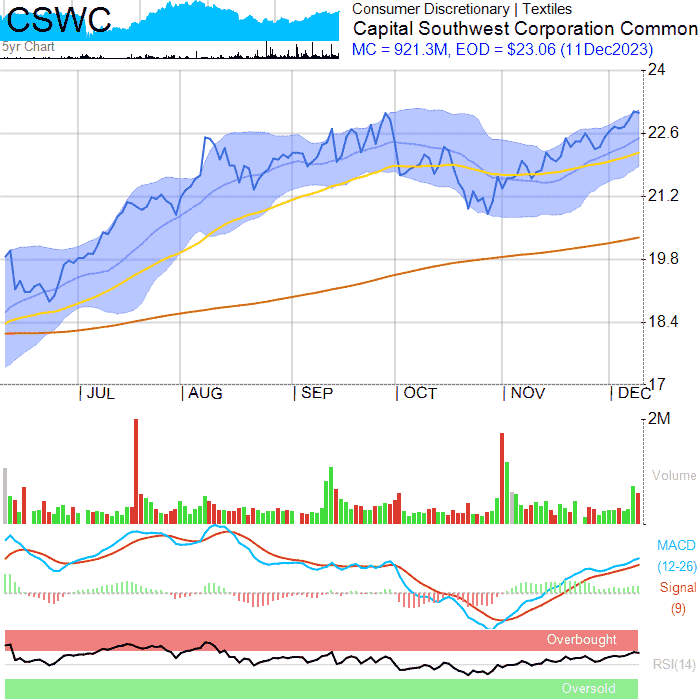 CSWC
5yr Chart
Consumer Discretionary | Textiles
Capital Southwest Corporation Common
MC = 921.3M, EOD = $23.06 (11Dec2023)
24
22.6
21.2
19.8
18.4
17
| JUL | AUG | SEP | OCT | NOV | DEC
2M
Volume
MACD
(12-26)
Signal
(9)
Overbought
RSI(14)
Oversold